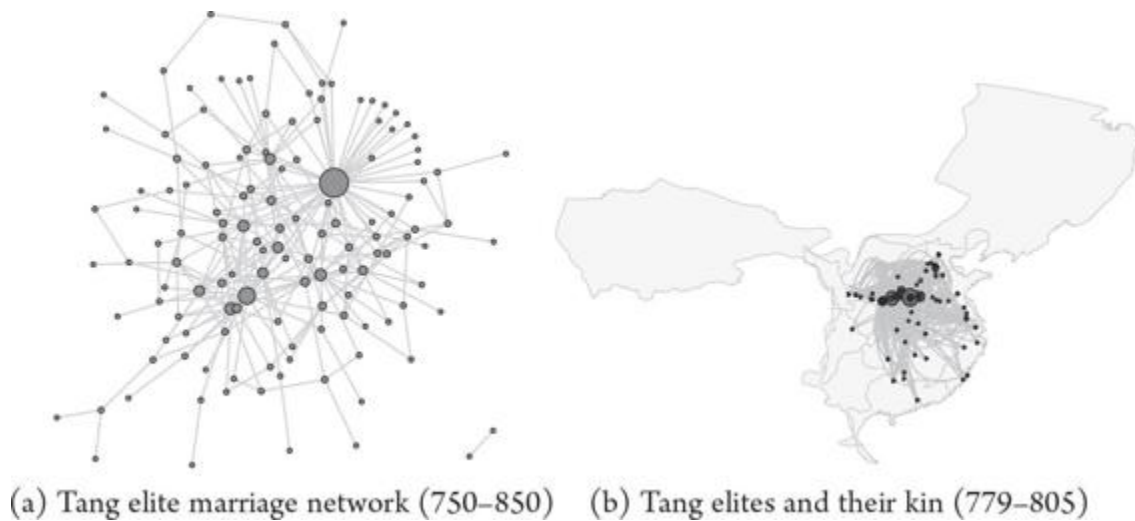 (a) Tang elite marriage network (750–850)
(b) Tang elites and their kin (779–805)